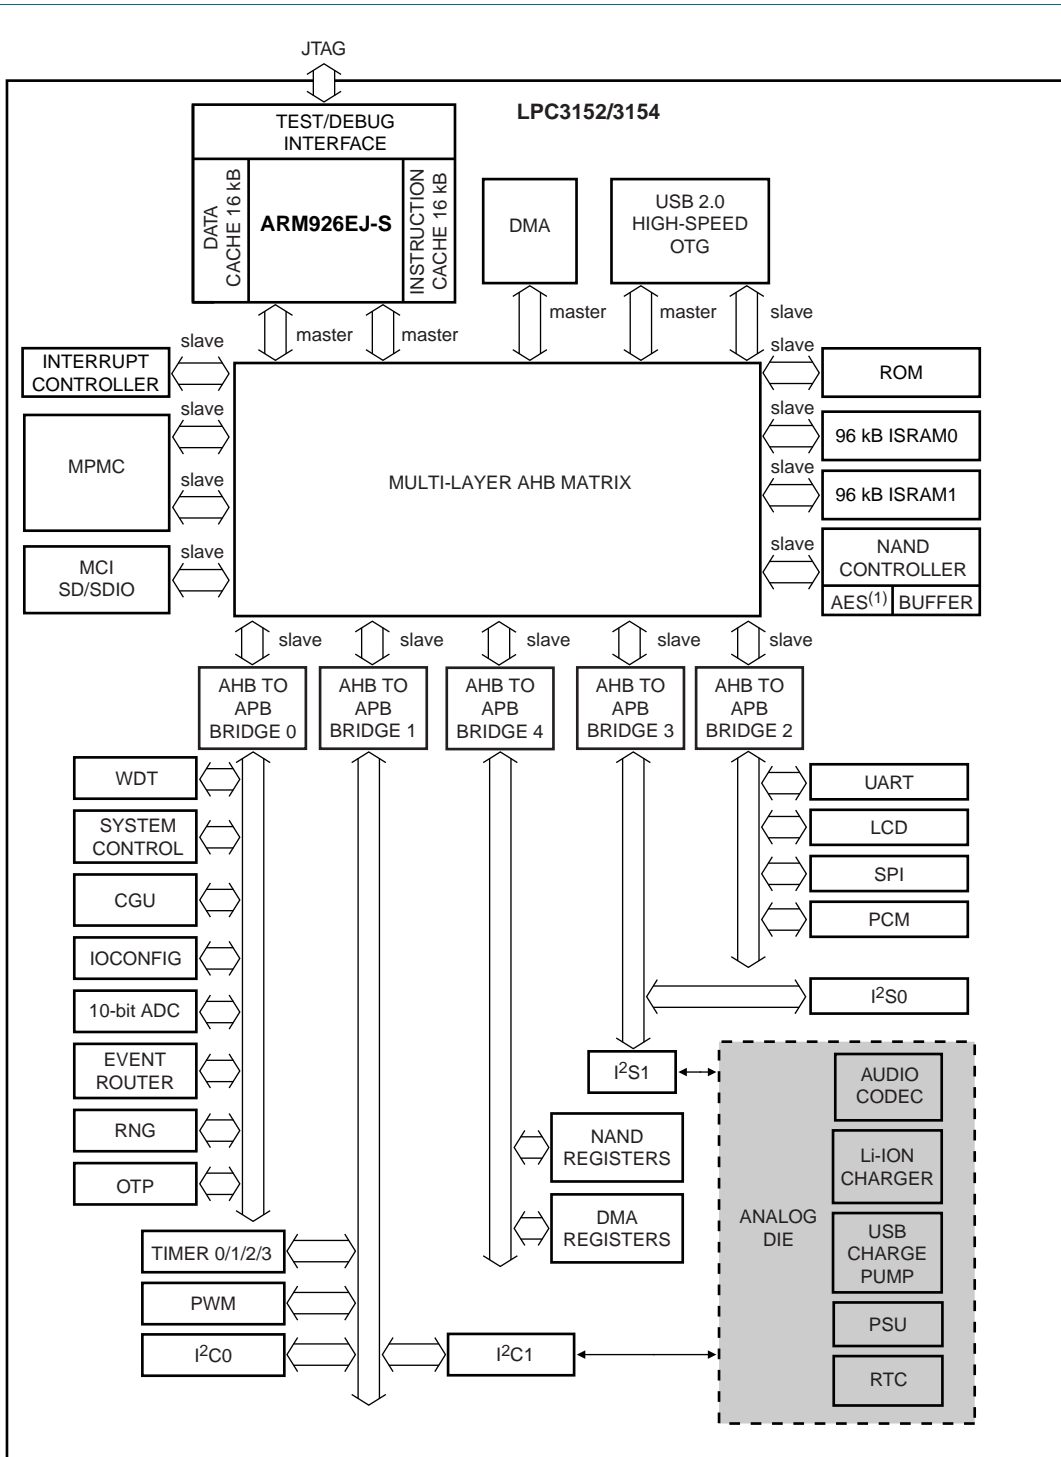 JTAG
LPC3152/3154
TEST/DEBUG
INTERFACE
DATA
CACHE 16 kB
ARM926EJ-S
INSTRUCTION
CACHE 16 kB
DMA
USB 2.0
HIGH-SPEED
OTG
master
master
master
master
slave
slave
INTERRUPT
CONTROLLER
slave
MPMC
slave
slave
MCI
SD/SDIO
MULTI-LAYER AHB MATRIX
slave
ROM
slave
96 kB ISRAM0
slave
96 kB ISRAM1
slave
NAND
CONTROLLER
AES(1)
BUFFER
slave
slave
slave
slave
slave
AHB TO
APB
BRIDGE 0
AHB TO
APB
BRIDGE 1
AHB TO
APB
BRIDGE 4
AHB TO
APB
BRIDGE 3
AHB TO
APB
BRIDGE 2
WDT
SYSTEM
CONTROL
CGU
IOCONFIG
10-bit ADC
EVENT
ROUTER
RNG
OTP
UART
LCD
SPI
PCM
I2S0
I2S1
NAND
REGISTERS
DMA
REGISTERS
TIMER 0/1/2/3
PWM
I2C0
I2C1
ANALOG
DIE
AUDIO
CODEC
Li-ION
CHARGER
USB
CHARGE
PUMP
PSU
RTC